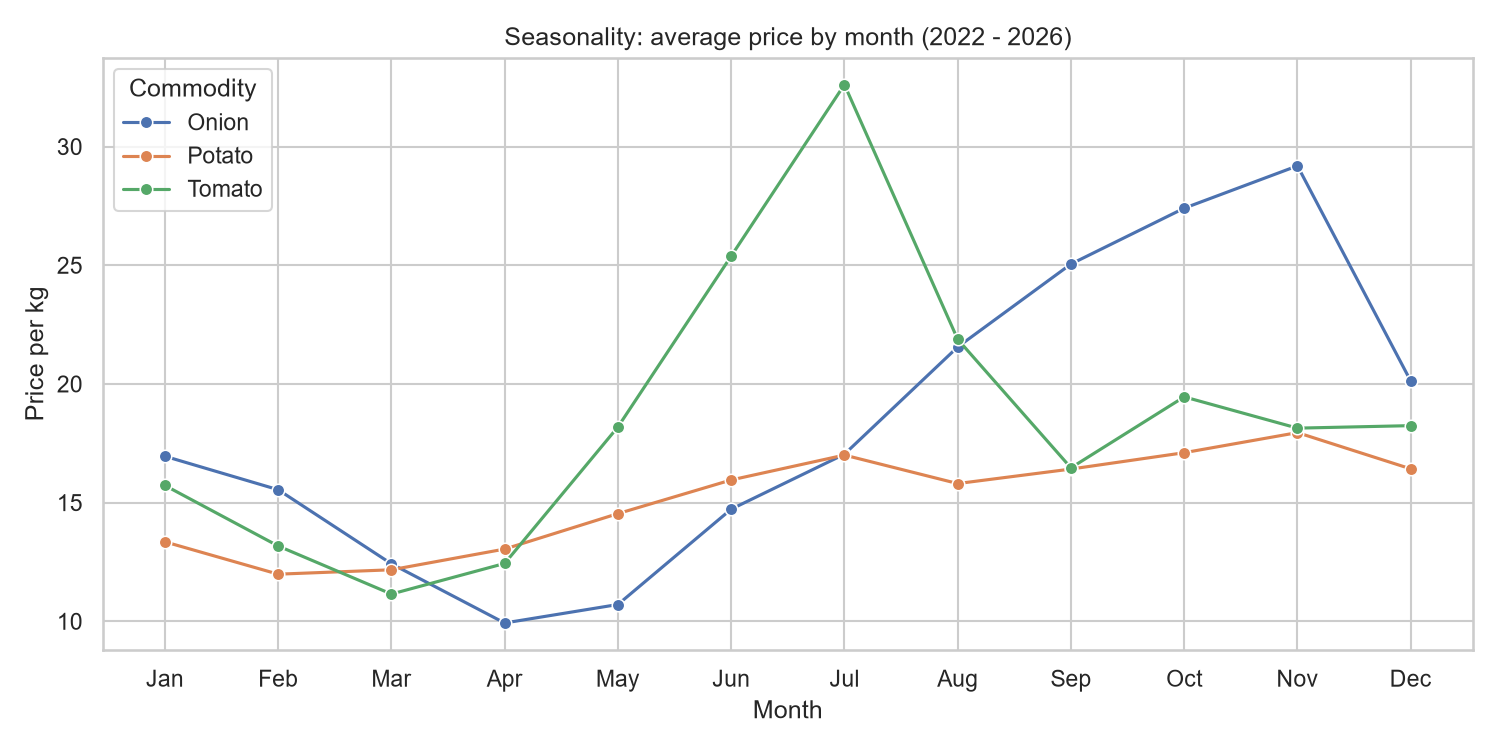 Seasonality: average price by month (2022 - 2026)
Commodity
Onion
Potato
Tomato
Price per kg
30
25
20
15
10
Jan Feb Mar Apr May Jun Jul Aug Sep Oct Nov Dec
Month